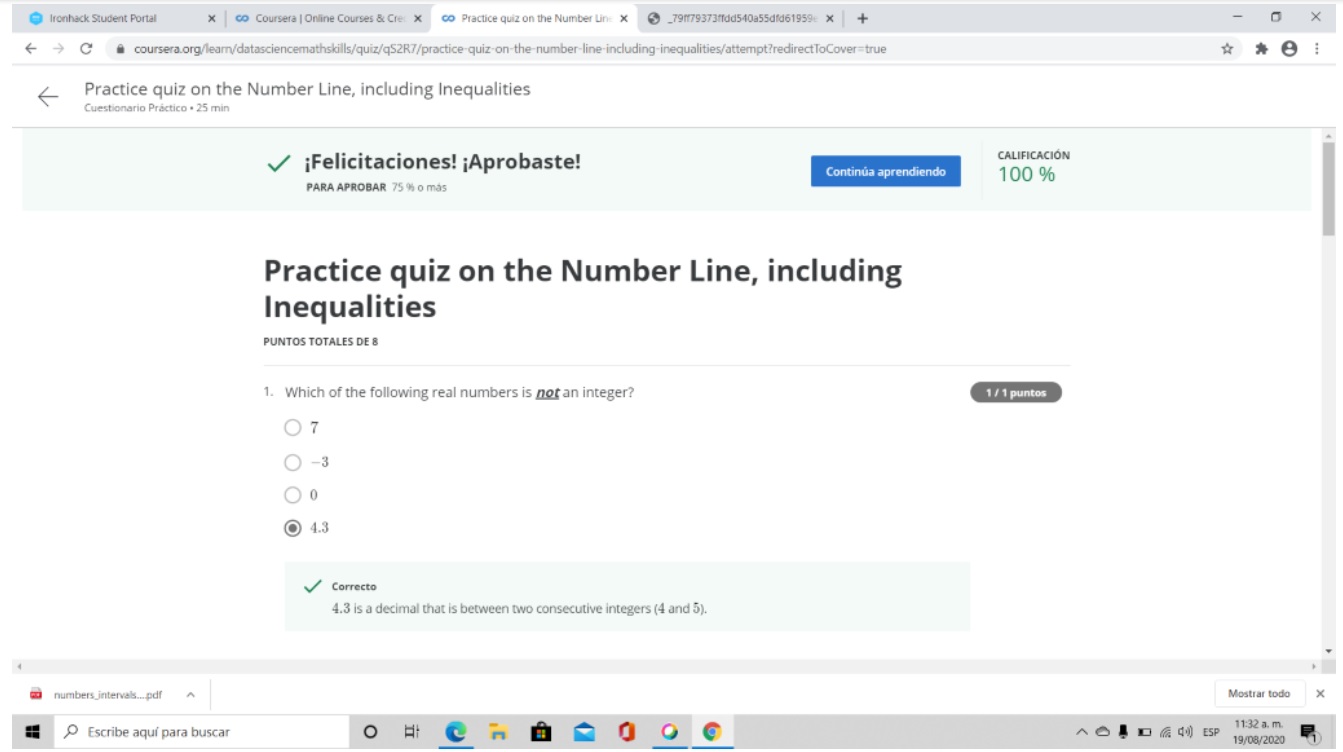 Ironhack Student Portal
Coursera | Online Courses & Cre
Practice quiz on the Number Lin
_79ff79373ffdd540a55dfd61959e
coursera.org/learn/datasciencemathskills/quiz/qS2R7/practice-quiz-on-the-number-line-including-inequalities/attempt?redirectToCover=true
Practice quiz on the Number Line, including Inequalities
Cuestionario Práctico • 25 min
¡Felicitaciones! ¡Aprobaste!
PARA APROBAR 75 % o más
Continúa aprendiendo
CALIFICACIÓN
100 %
Practice quiz on the Number Line, including
Inequalities
PUNTOS TOTALES DE 8
1. Which of the following real numbers is not an integer?
1 / 1 puntos
7
−3
0
4.3
Correcto
4.3 is a decimal that is between two consecutive integers (4 and 5).
numbers_intervals....pdf
Mostrar todo
Escribe aquí para buscar
ESP
11:32 a. m.
19/08/2020
1